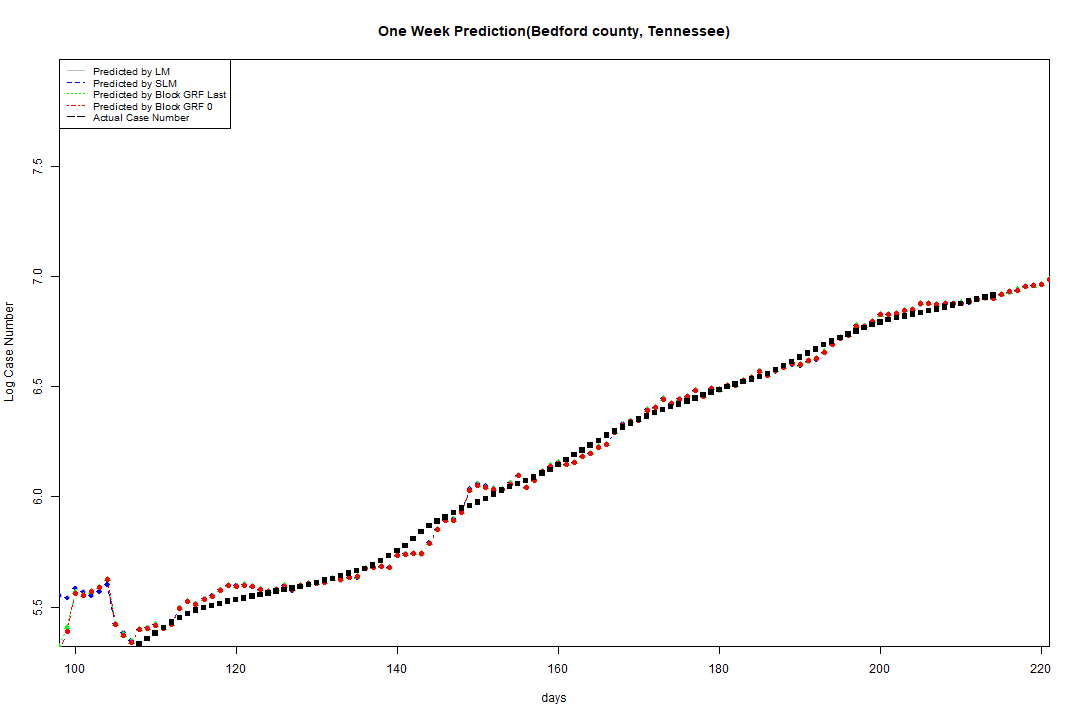 One Week Prediction(Bedford county, Tennessee)
Predicted by LM
Predicted by SLM
Predicted by Block GRF Last
Predicted by Block GRF 0
Actual Case Number
7.5
7.0
6.5
6.0
5.5
Log Case Number
100 120 140 160 180 200 220
days